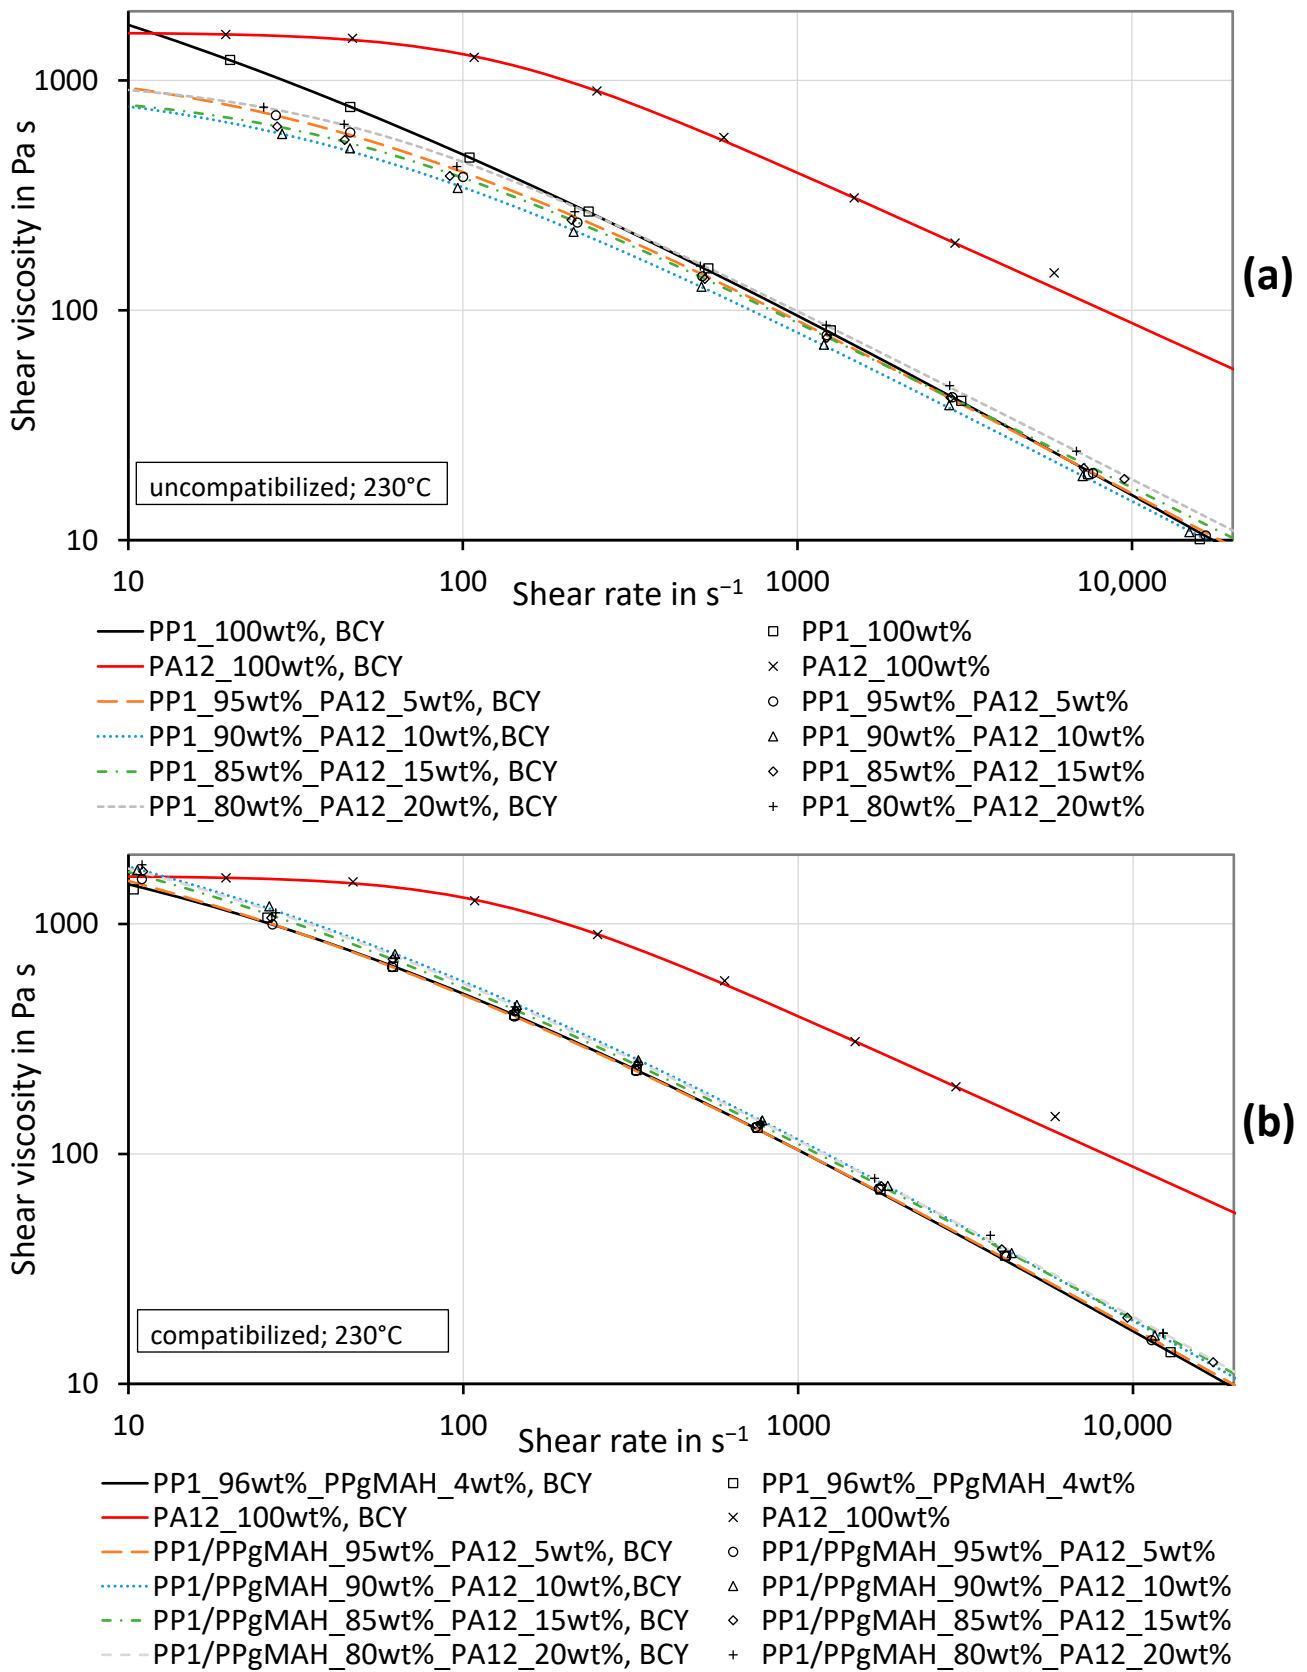 Shear viscosity in Pa s
1000
100
10
uncompatibilized; 230°C
(a)
10
100
1000
10,000
Shear rate in s⁻¹
PP1_100wt%, BCY
PP1_100wt%
PA12_100wt%, BCY
PA12_100wt%
PP1_95wt%_PA12_5wt%, BCY
PP1_95wt%_PA12_5wt%
PP1_90wt%_PA12_10wt%,BCY
PP1_90wt%_PA12_10wt%
PP1_85wt%_PA12_15wt%, BCY
PP1_85wt%_PA12_15wt%
PP1_80wt%_PA12_20wt%, BCY
PP1_80wt%_PA12_20wt%
Shear viscosity in Pa s
1000
100
10
compatibilized; 230°C
(b)
10
100
1000
10,000
Shear rate in s⁻¹
PP1_96wt%_PPgMAH_4wt%, BCY
PP1_96wt%_PPgMAH_4wt%
PA12_100wt%, BCY
PA12_100wt%
PP1/PPgMAH_95wt%_PA12_5wt%, BCY
PP1/PPgMAH_95wt%_PA12_5wt%
PP1/PPgMAH_90wt%_PA12_10wt%,BCY
PP1/PPgMAH_90wt%_PA12_10wt%
PP1/PPgMAH_85wt%_PA12_15wt%, BCY
PP1/PPgMAH_85wt%_PA12_15wt%
PP1/PPgMAH_80wt%_PA12_20wt%, BCY
PP1/PPgMAH_80wt%_PA12_20wt%